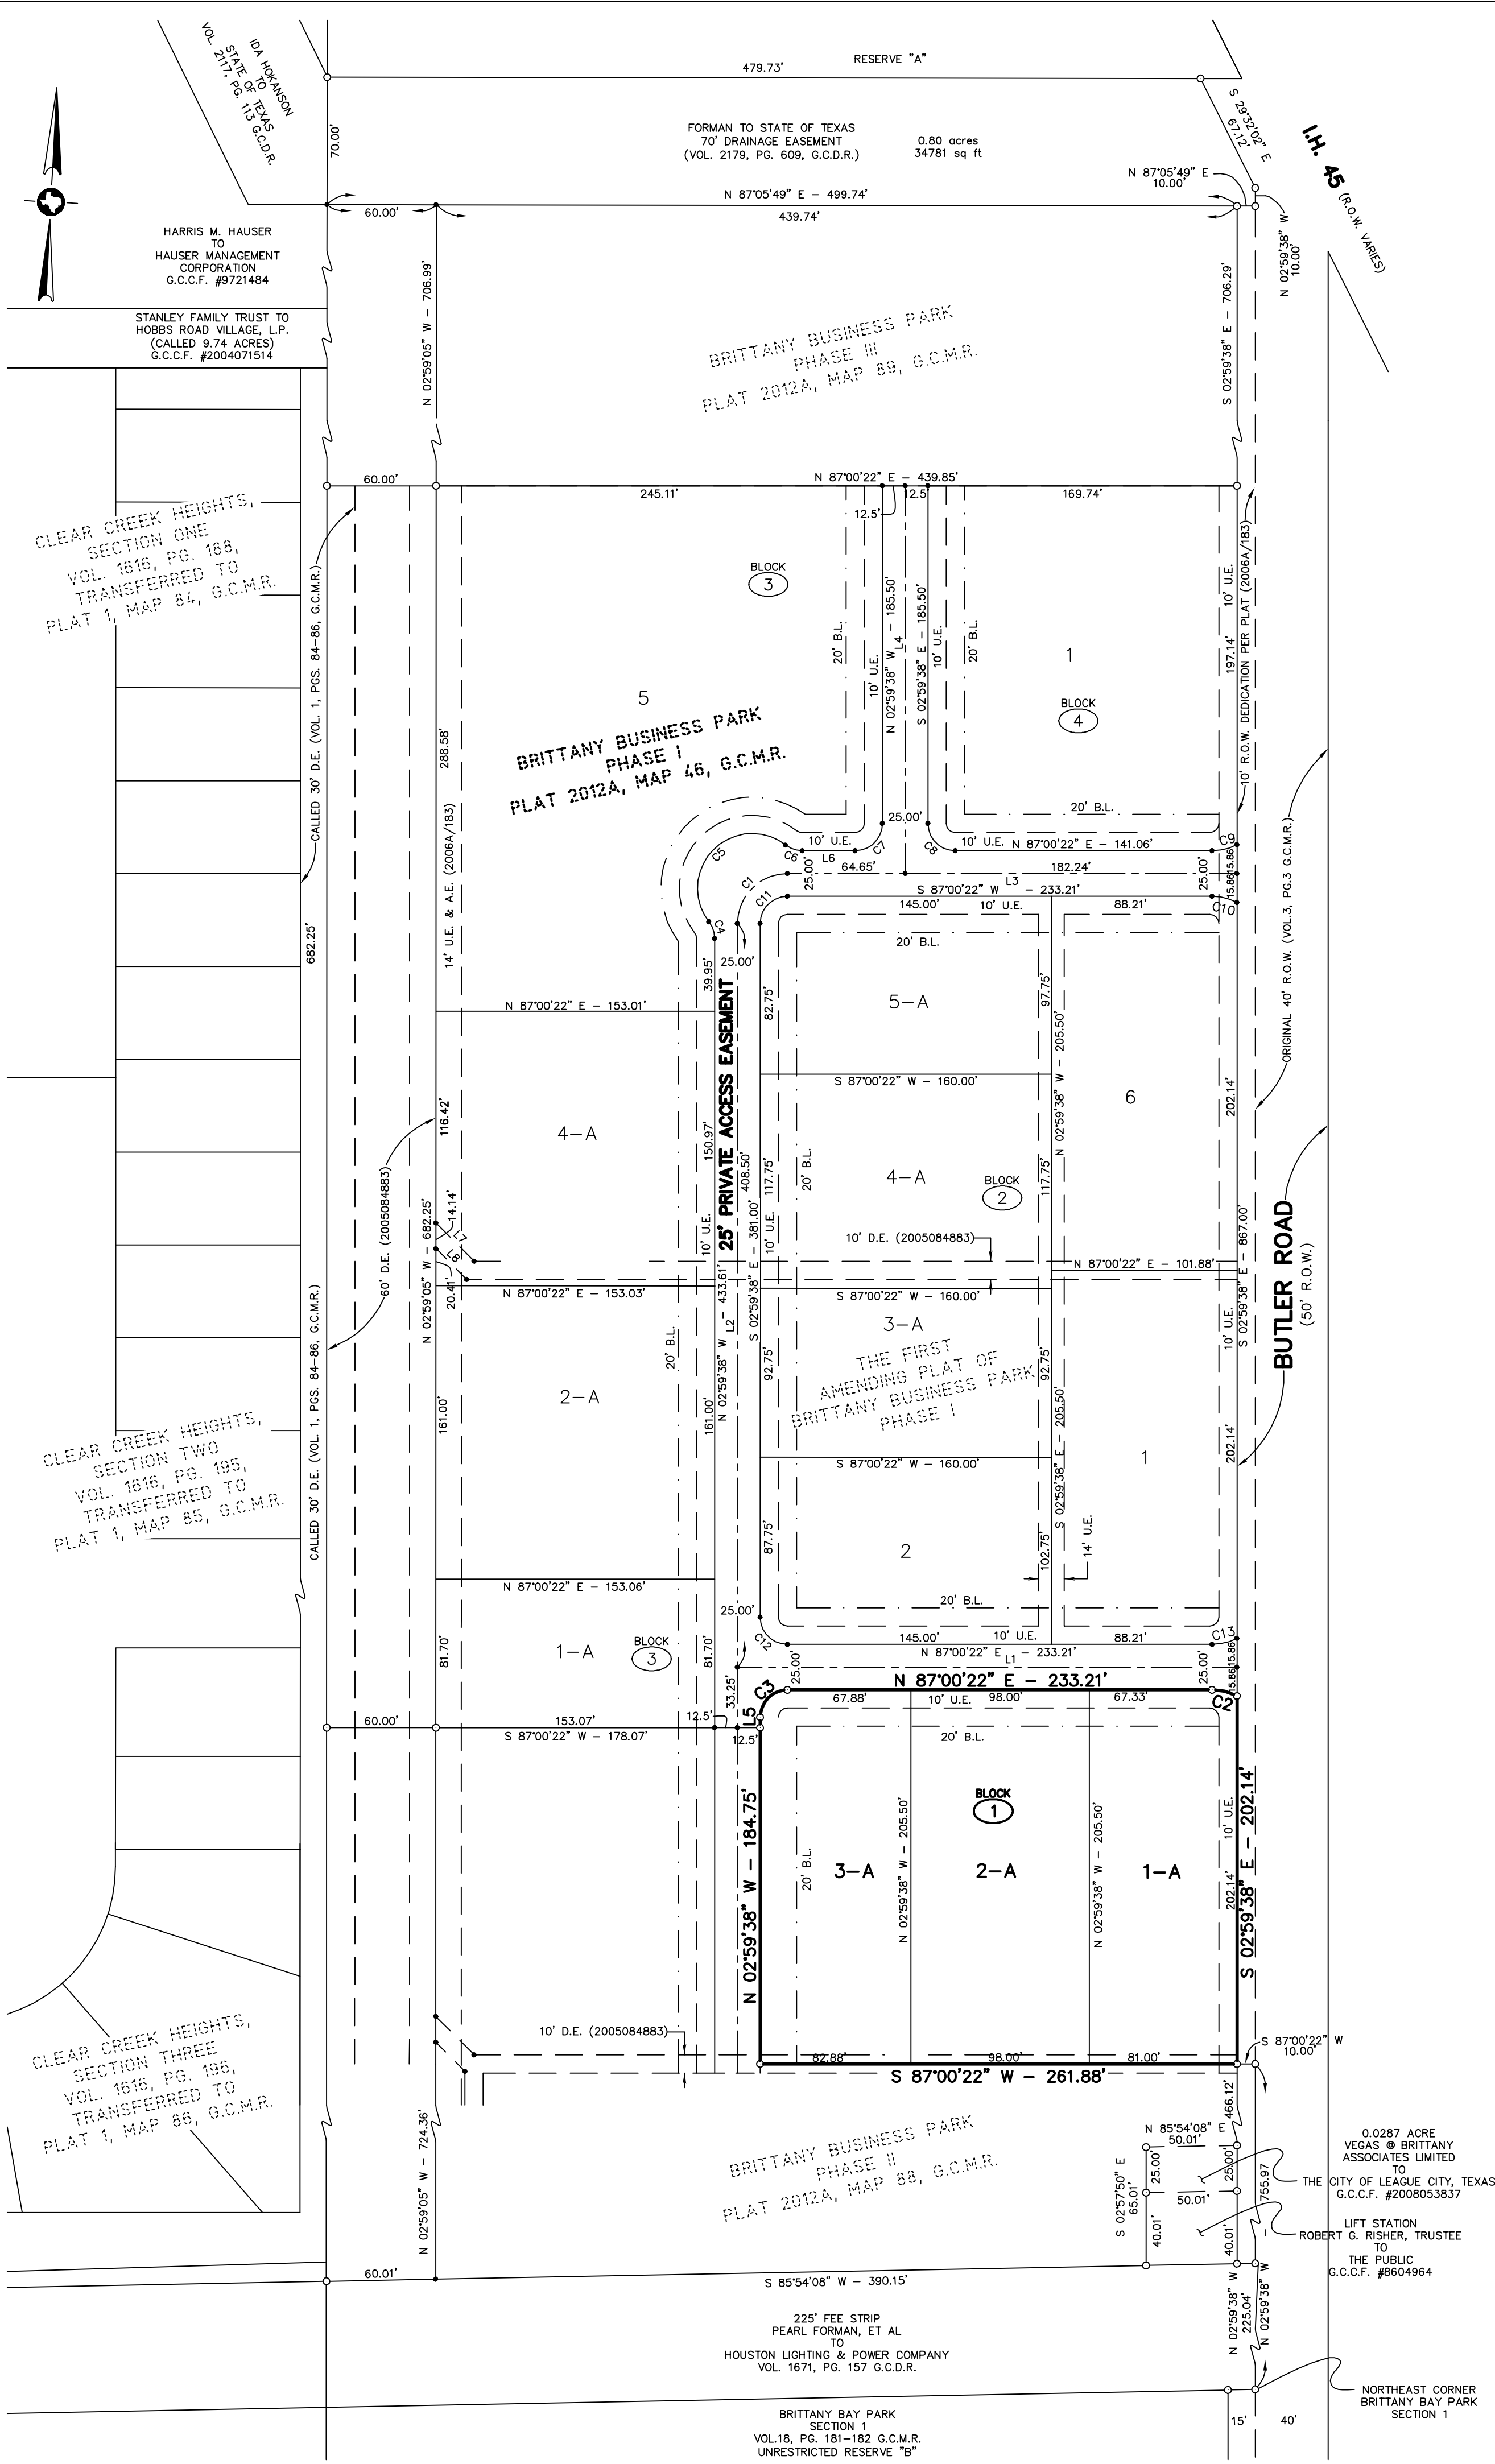 IDA HOKANSON
TO
STATE OF TEXAS
VOL. 2117, PG. 113 G.C.D.R.
RESERVE "A"
479.73'
70.00'
FORMAN TO STATE OF TEXAS
70' DRAINAGE EASEMENT
(VOL. 2179, PG. 609, G.C.D.R.)
0.80 acres
34781 sq ft
S 29°32'02" E
67.12'
I.H. 45 (R.O.W. VARIES)
N 87°05'49" E
10.00'
N 87°05'49" E – 499.74'
60.00'
439.74'
N 02°59'38" W
10.00'
HARRIS M. HAUSER
TO
HAUSER MANAGEMENT
CORPORATION
G.C.C.F. #9721484
STANLEY FAMILY TRUST TO
HOBBS ROAD VILLAGE, L.P.
(CALLED 9.74 ACRES)
G.C.C.F. #2004071514
N 02°59'05" W – 706.99'
S 02°59'38" E – 706.29'
BRITTANY BUSINESS PARK
PHASE III
PLAT 2012A, MAP 89, G.C.M.R.
60.00'
N 87°00'22" E – 439.85'
245.11'
12.5'
12.5'
169.74'
CLEAR CREEK HEIGHTS,
SECTION ONE
VOL. 1616, PG. 188,
TRANSFERRED TO
PLAT 1, MAP 84, G.C.M.R.
CALLED 30' D.E. (VOL. 1, PGS. 84–86, G.C.M.R.)
BLOCK
3
20' B.L.
10' U.E.
N 02°59'38" W – 185.50'
L4
S 02°59'38" E – 185.50'
10' U.E.
20' B.L.
1
BLOCK
4
10' U.E.
197.14'
10' R.O.W. DEDICATION PER PLAT (2006A/183)
5
BRITTANY BUSINESS PARK
PHASE I
PLAT 2012A, MAP 46, G.C.M.R.
288.58'
14' U.E. & A.E. (2006A/183)
682.25'
20' B.L.
25.00'
C5
C6
10' U.E.
L6
C7
C8
10' U.E.
N 87°00'22" E – 141.06'
C9
64.65'
182.24'
L3
C1
C11
25.00'
25.00'
15.86'
15.86'
S 87°00'22" W – 233.21'
145.00'
10' U.E.
88.21'
C10
C4
25.00'
20' B.L.
39.95'
82.75'
97.75'
5-A
N 87°00'22" E – 153.01'
25' PRIVATE ACCESS EASEMENT
N 02°59'38" W – 205.50'
ORIGINAL 40' R.O.W. (VOL.3, PG.3 G.C.M.R.)
S 87°00'22" W – 160.00'
6
202.14'
116.42'
4-A
150.97'
408.50'
117.75'
20' B.L.
4-A
BLOCK
2
117.75'
60' D.E. (2005084883)
14.14'
L7
L8
20.41'
10' U.E.
10' U.E.
10' D.E. (2005084883)
N 87°00'22" E – 101.88'
S 02°59'38" E – 867.00'
BUTLER ROAD
(50' R.O.W.)
N 02°59'05" W – 682.25'
N 87°00'22" E – 153.03'
S 87°00'22" W – 160.00'
3-A
N 02°59'38" W – 433.61'
L2
S 02°59'38" E – 381.00'
20' B.L.
10' U.E.
THE FIRST
AMENDING PLAT OF
BRITTANY BUSINESS PARK
PHASE I
92.75'
92.75'
2-A
161.00'
161.00'
S 02°59'38" E – 205.50'
1
202.14'
CLEAR CREEK HEIGHTS,
SECTION TWO
VOL. 1616, PG. 195,
TRANSFERRED TO
PLAT 1, MAP 85, G.C.M.R.
CALLED 30' D.E. (VOL. 1, PGS. 84–86, G.C.M.R.)
S 87°00'22" W – 160.00'
87.75'
2
102.75'
14' U.E.
N 87°00'22" E – 153.06'
20' B.L.
25.00'
C12
145.00'
10' U.E.
88.21'
C13
N 87°00'22" E – 233.21'
L1
1-A
BLOCK
3
81.70'
81.70'
33.25'
25.00'
25.00'
15.86'
15.86'
N 87°00'22" E – 233.21'
C3
67.88'
10' U.E.
98.00'
67.33'
C2
L5
60.00'
153.07'
12.5'
S 87°00'22" W – 178.07'
12.5'
20' B.L.
BLOCK
1
N 02°59'38" W – 184.75'
20' B.L.
3-A
N 02°59'38" W – 205.50'
2-A
N 02°59'38" W – 205.50'
1-A
10' U.E.
202.14'
S 02°59'38" E – 202.14'
10' D.E. (2005084883)
S 87°00'22" W
10.00'
82.88'
98.00'
81.00'
S 87°00'22" W – 261.88'
CLEAR CREEK HEIGHTS,
SECTION THREE
VOL. 1616, PG. 196,
TRANSFERRED TO
PLAT 1, MAP 86, G.C.M.R.
466.12'
N 02°59'05" W – 724.36'
BRITTANY BUSINESS PARK
PHASE II
PLAT 2012A, MAP 88, G.C.M.R.
N 85°54'08" E
50.01'
25.00'
25.00'
S 02°57'50" E
65.01'
50.01'
40.01'
40.01'
N 02°59'38" W – 755.97
0.0287 ACRE
VEGAS @ BRITTANY
ASSOCIATES LIMITED
TO
THE CITY OF LEAGUE CITY, TEXAS
G.C.C.F. #2008053837
LIFT STATION
ROBERT G. RISHER, TRUSTEE
TO
THE PUBLIC
G.C.C.F. #8604964
60.01'
S 85°54'08" W – 390.15'
N 02°59'38" W
225.04'
225' FEE STRIP
PEARL FORMAN, ET AL
TO
HOUSTON LIGHTING & POWER COMPANY
VOL. 1671, PG. 157 G.C.D.R.
NORTHEAST CORNER
BRITTANY BAY PARK
SECTION 1
15'
40'
BRITTANY BAY PARK
SECTION 1
VOL.18, PG. 181–182 G.C.M.R.
UNRESTRICTED RESERVE "B"